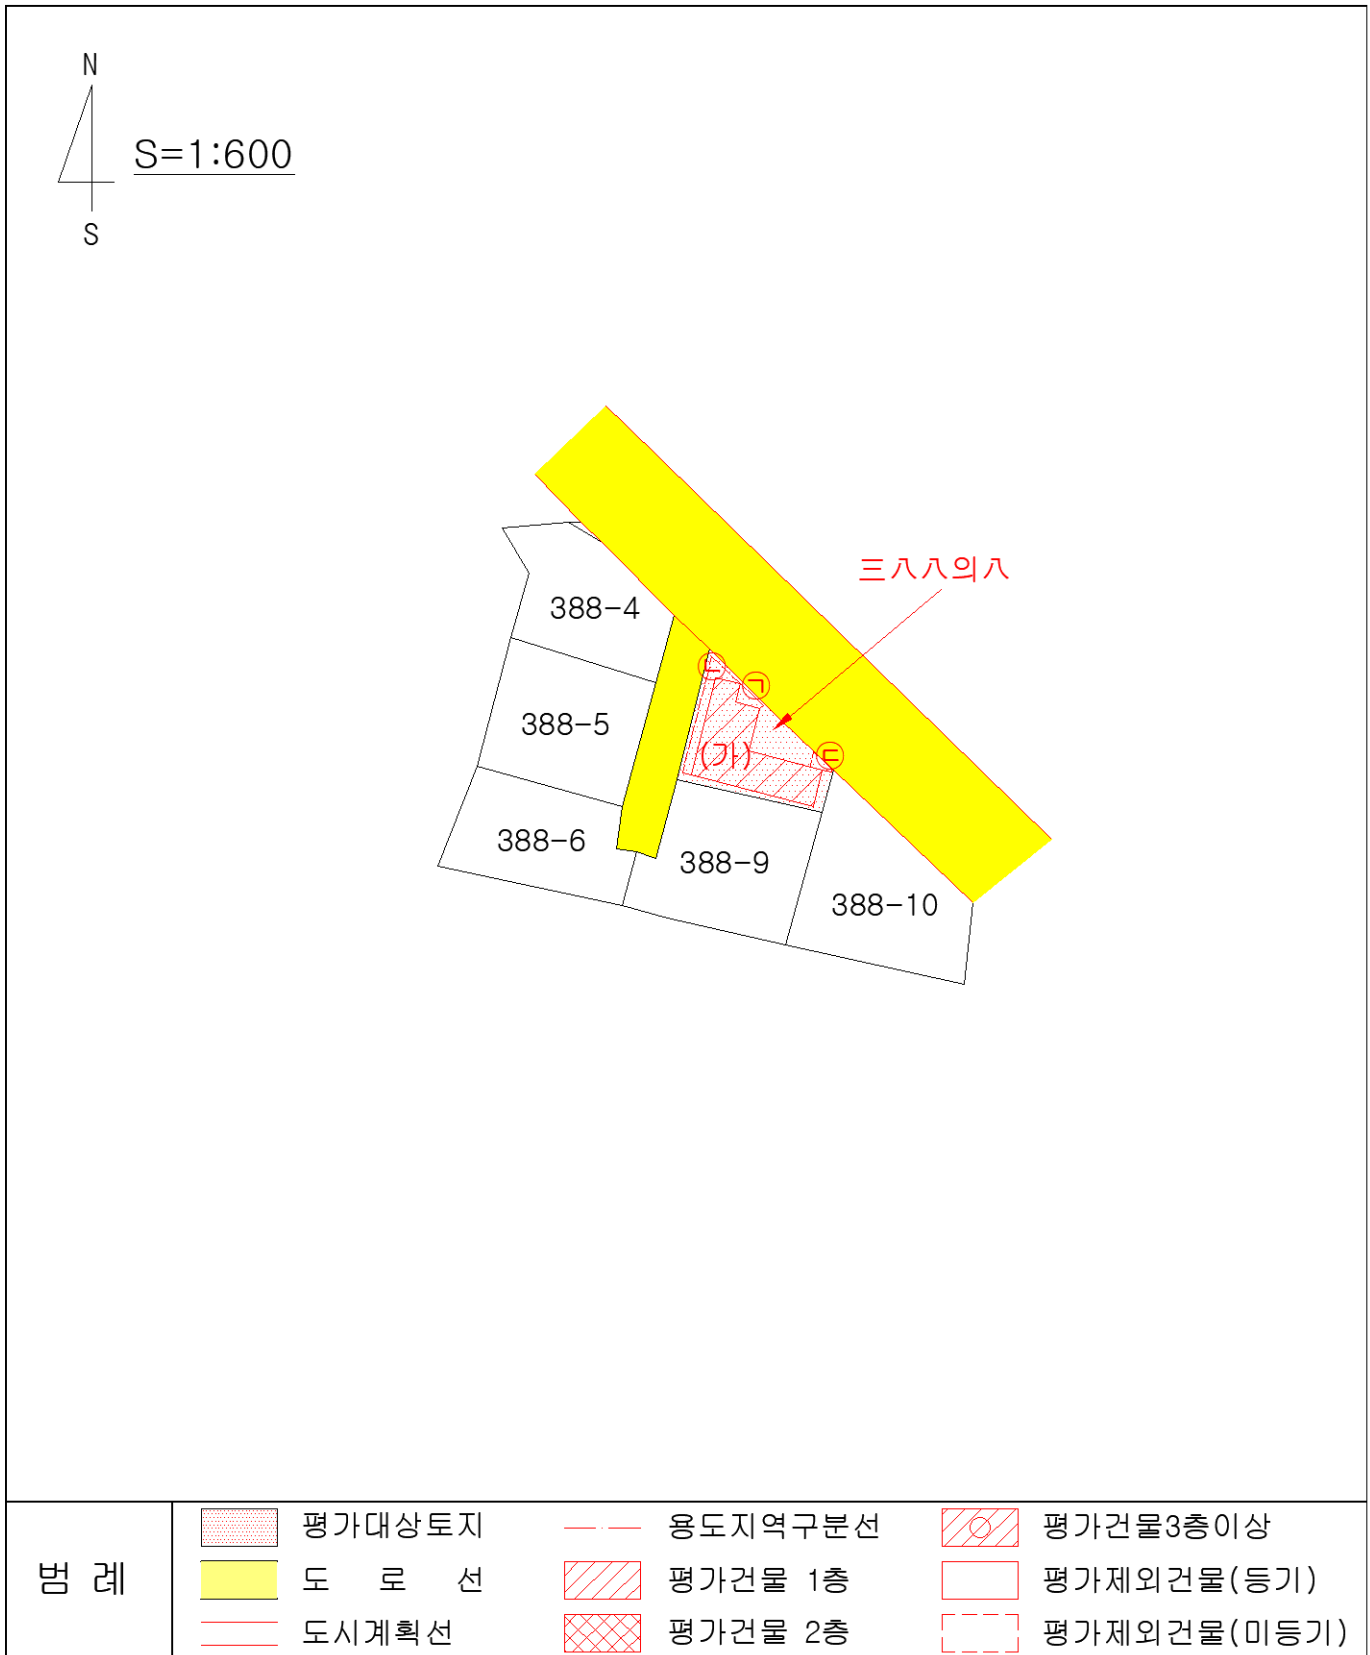 N
S=1:600
S
三八八의八
388-4
ㄴ
ㄱ
388-5
(가)
ㄷ
388-6
388-9
388-10
범 례
평가대상토지
용도지역구분선
평가건물3층이상
도 로 선
평가건물 1층
평가제외건물(등기)
도시계획선
평가건물 2층
평가제외건물(미등기)